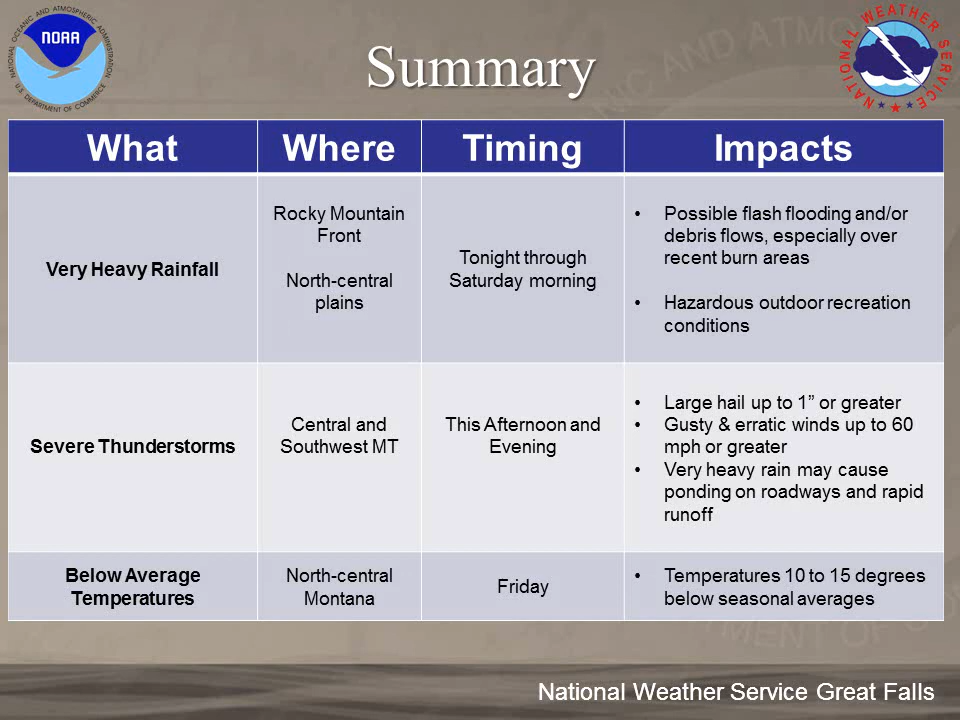 NATIONAL OCEANIC AND ATMOSPHERIC ADMINISTRATION
U.S. DEPARTMENT OF COMMERCE
NOAA
Summary
NATIONAL WEATHER SERVICE
What Where Timing Impacts
Very Heavy Rainfall
Rocky Mountain
Front
North-central
plains
Tonight through
Saturday morning
• Possible flash flooding and/or
debris flows, especially over
recent burn areas
• Hazardous outdoor recreation
conditions
Severe Thunderstorms
Central and
Southwest MT
This Afternoon and
Evening
• Large hail up to 1” or greater
• Gusty & erratic winds up to 60
mph or greater
• Very heavy rain may cause
ponding on roadways and rapid
runoff
Below Average
Temperatures
North-central
Montana
Friday
• Temperatures 10 to 15 degrees
below seasonal averages
National Weather Service Great Falls